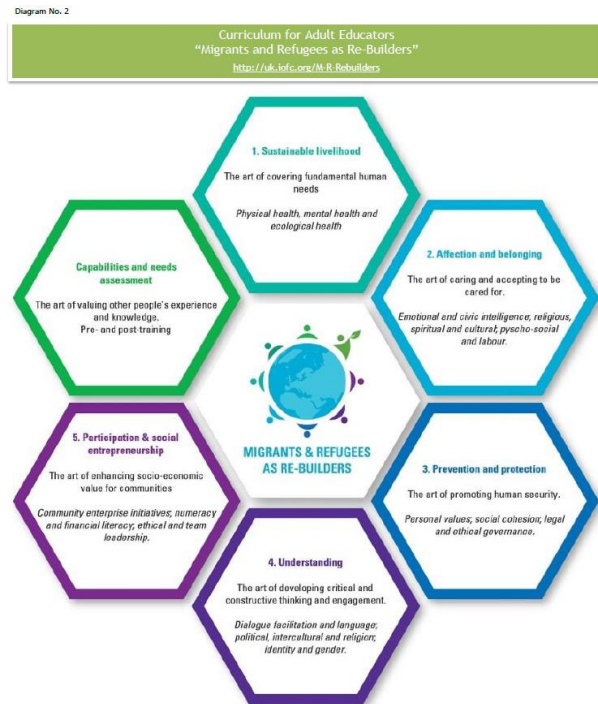 Diagram No. 2
Curriculum for Adult Educators
“Migrants and Refugees as Re-Builders”
http://uk.iofc.org/M-R-Rebuilders
1. Sustainable livelihood
The art of covering fundamental human
needs
Physical health, mental health and
ecological health
2. Affection and belonging
The art of caring and accepting to be
cared for.
Emotional and civic intelligence; religious,
spiritual and cultural; pyscho-social
and labour.
3. Prevention and protection
The art of promoting human security.
Personal values; social cohesion; legal
and ethical governance.
4. Understanding
The art of developing critical and
constructive thinking and engagement.
Dialogue facilitation and language;
political, intercultural and religion;
identity and gender.
5. Participation & social
entrepreneurship
The art of enhancing socio-economic
value for communities
Community enterprise initiatives; numeracy
and financial literacy; ethical and team
leadership.
Capabilities and needs
assessment
The art of valuing other people's experience
and knowledge.
Pre- and post-training
MIGRANTS & REFUGEES
AS RE-BUILDERS